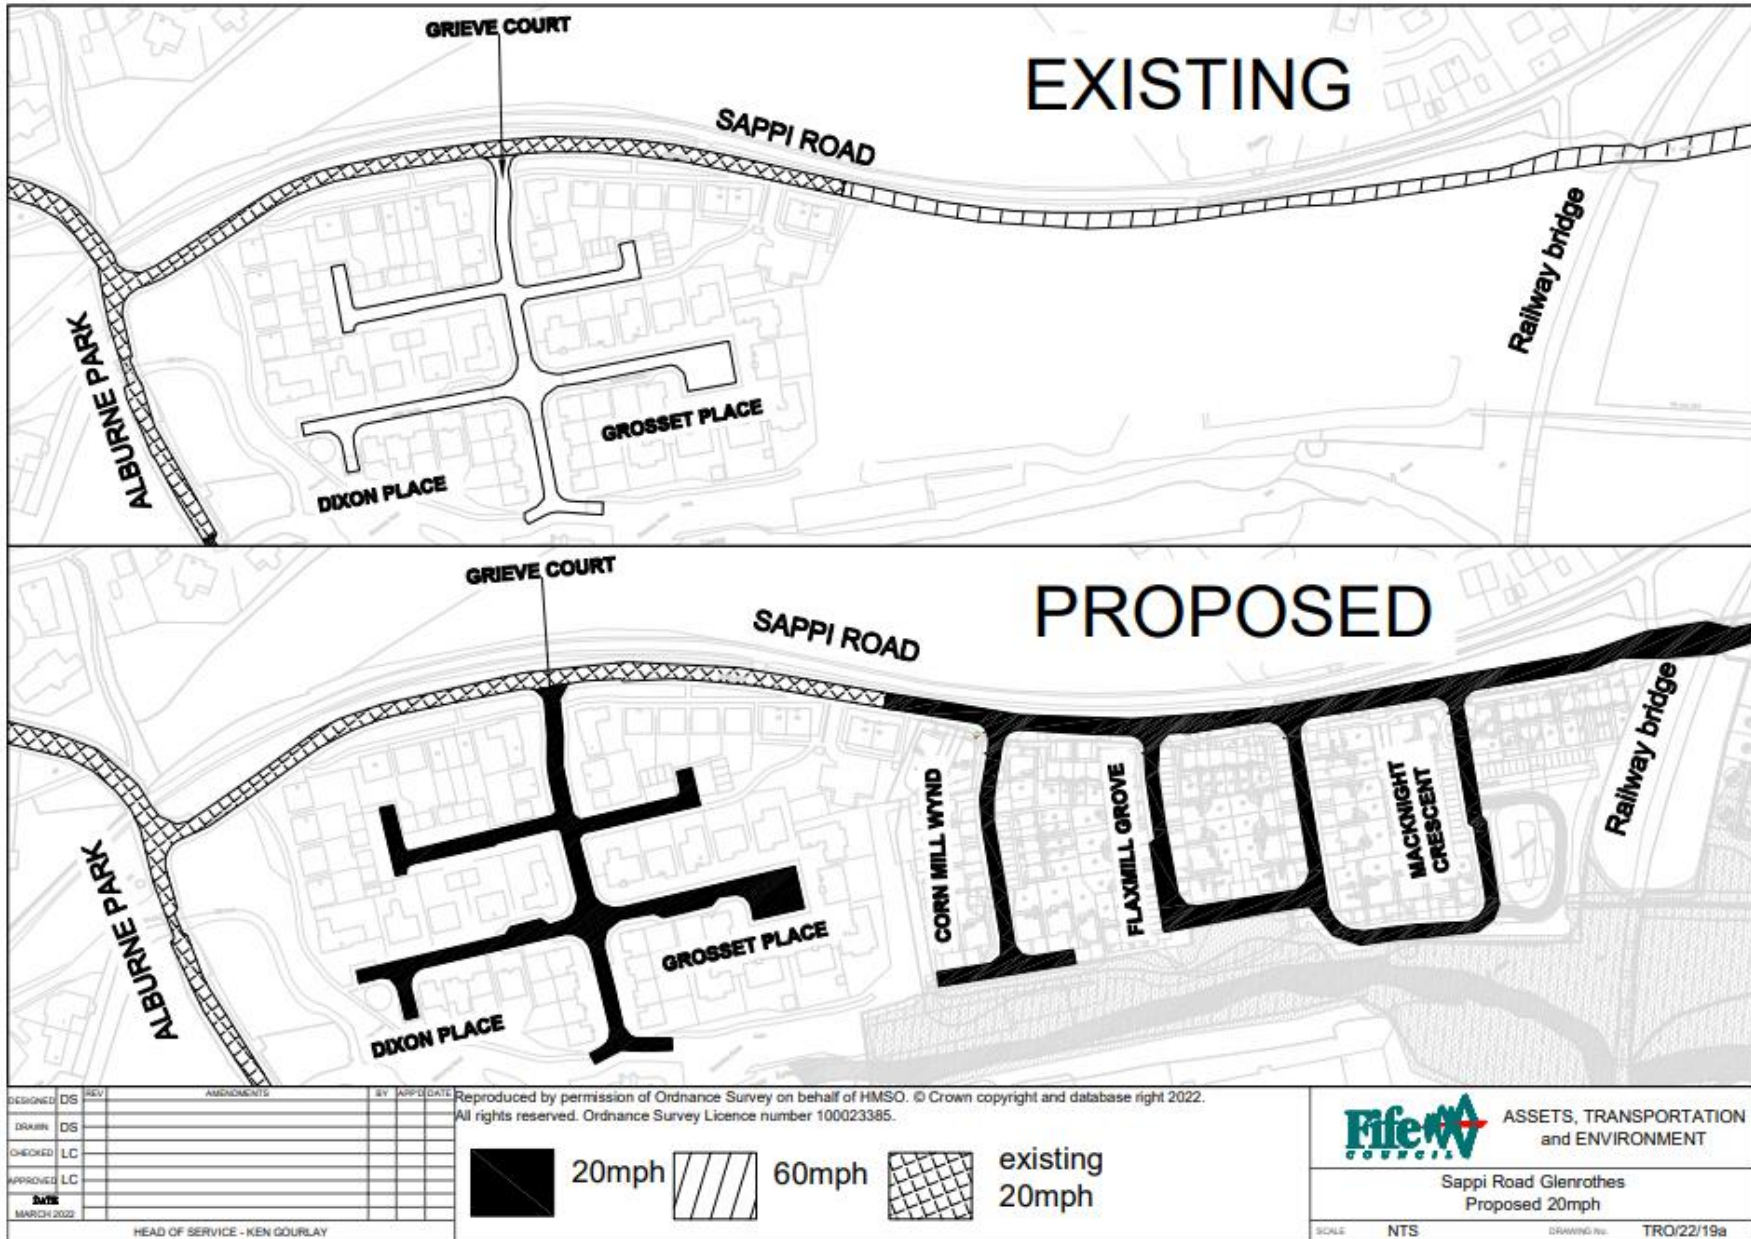 GRIEVE COURT
EXISTING
SAPPI ROAD
Railway bridge
ALBURNE PARK
GROSSET PLACE
DIXON PLACE
GRIEVE COURT
PROPOSED
SAPPI ROAD
Railway bridge
CORN MILL WYND
FLAXMILL GROVE
MACKNIGHT
CRESCENT
ALBURNE PARK
GROSSET PLACE
DIXON PLACE
DESIGNED DS REV AMENDMENTS BY APP'D DATE
DRAWN DS
CHECKED LC
APPROVED LC
DATE
MARCH 2022
HEAD OF SERVICE - KEN GOURLAY
Reproduced by permission of Ordnance Survey on behalf of HMSO. © Crown copyright and database right 2022.
All rights reserved. Ordnance Survey Licence number 100023385.
20mph
60mph
existing
20mph
Fife
COUNCIL
ASSETS, TRANSPORTATION
and ENVIRONMENT
Sappi Road Glenrothes
Proposed 20mph
SCALE NTS DRAWING No. TRO/22/19a